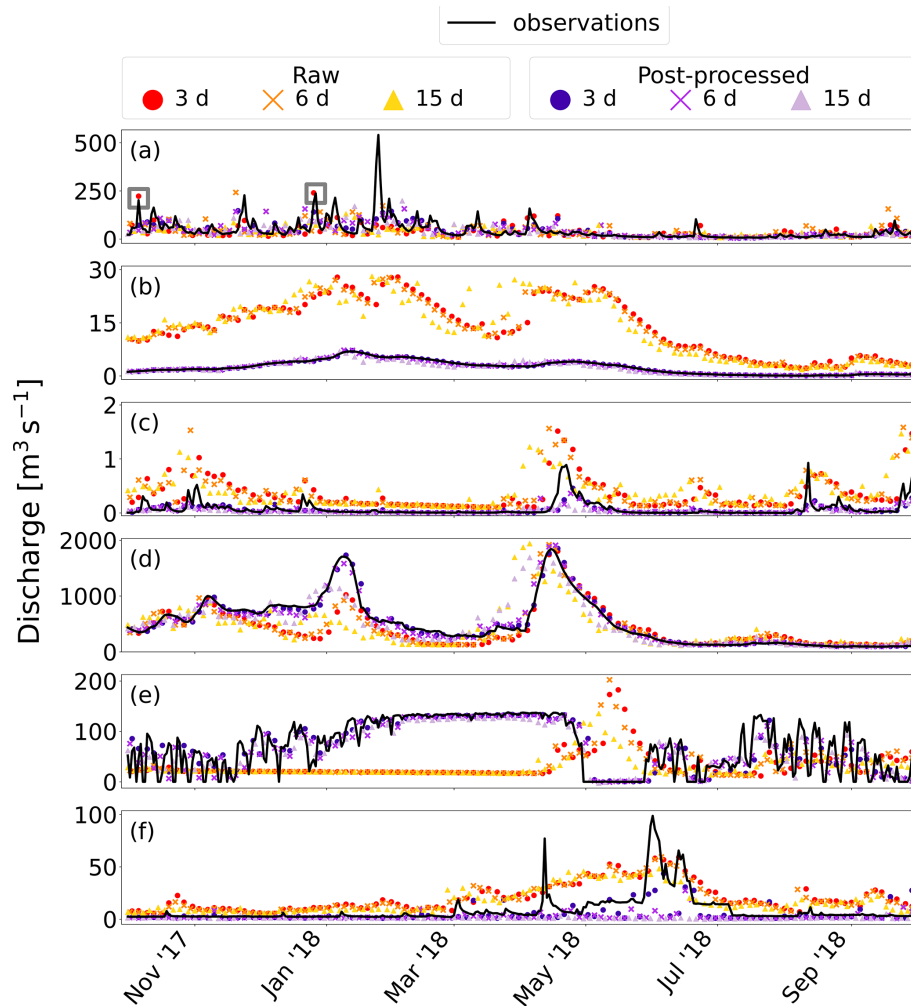 observations
Raw
3 d 6 d 15 d
Post-processed
3 d 6 d 15 d
Discharge [m³ s⁻¹]
(a)
500
250
0
(b)
30
15
0
(c)
2
1
0
(d)
2000
1000
0
(e)
200
100
0
(f)
100
50
0
Nov '17 Jan '18 Mar '18 May '18 Jul '18 Sep '18